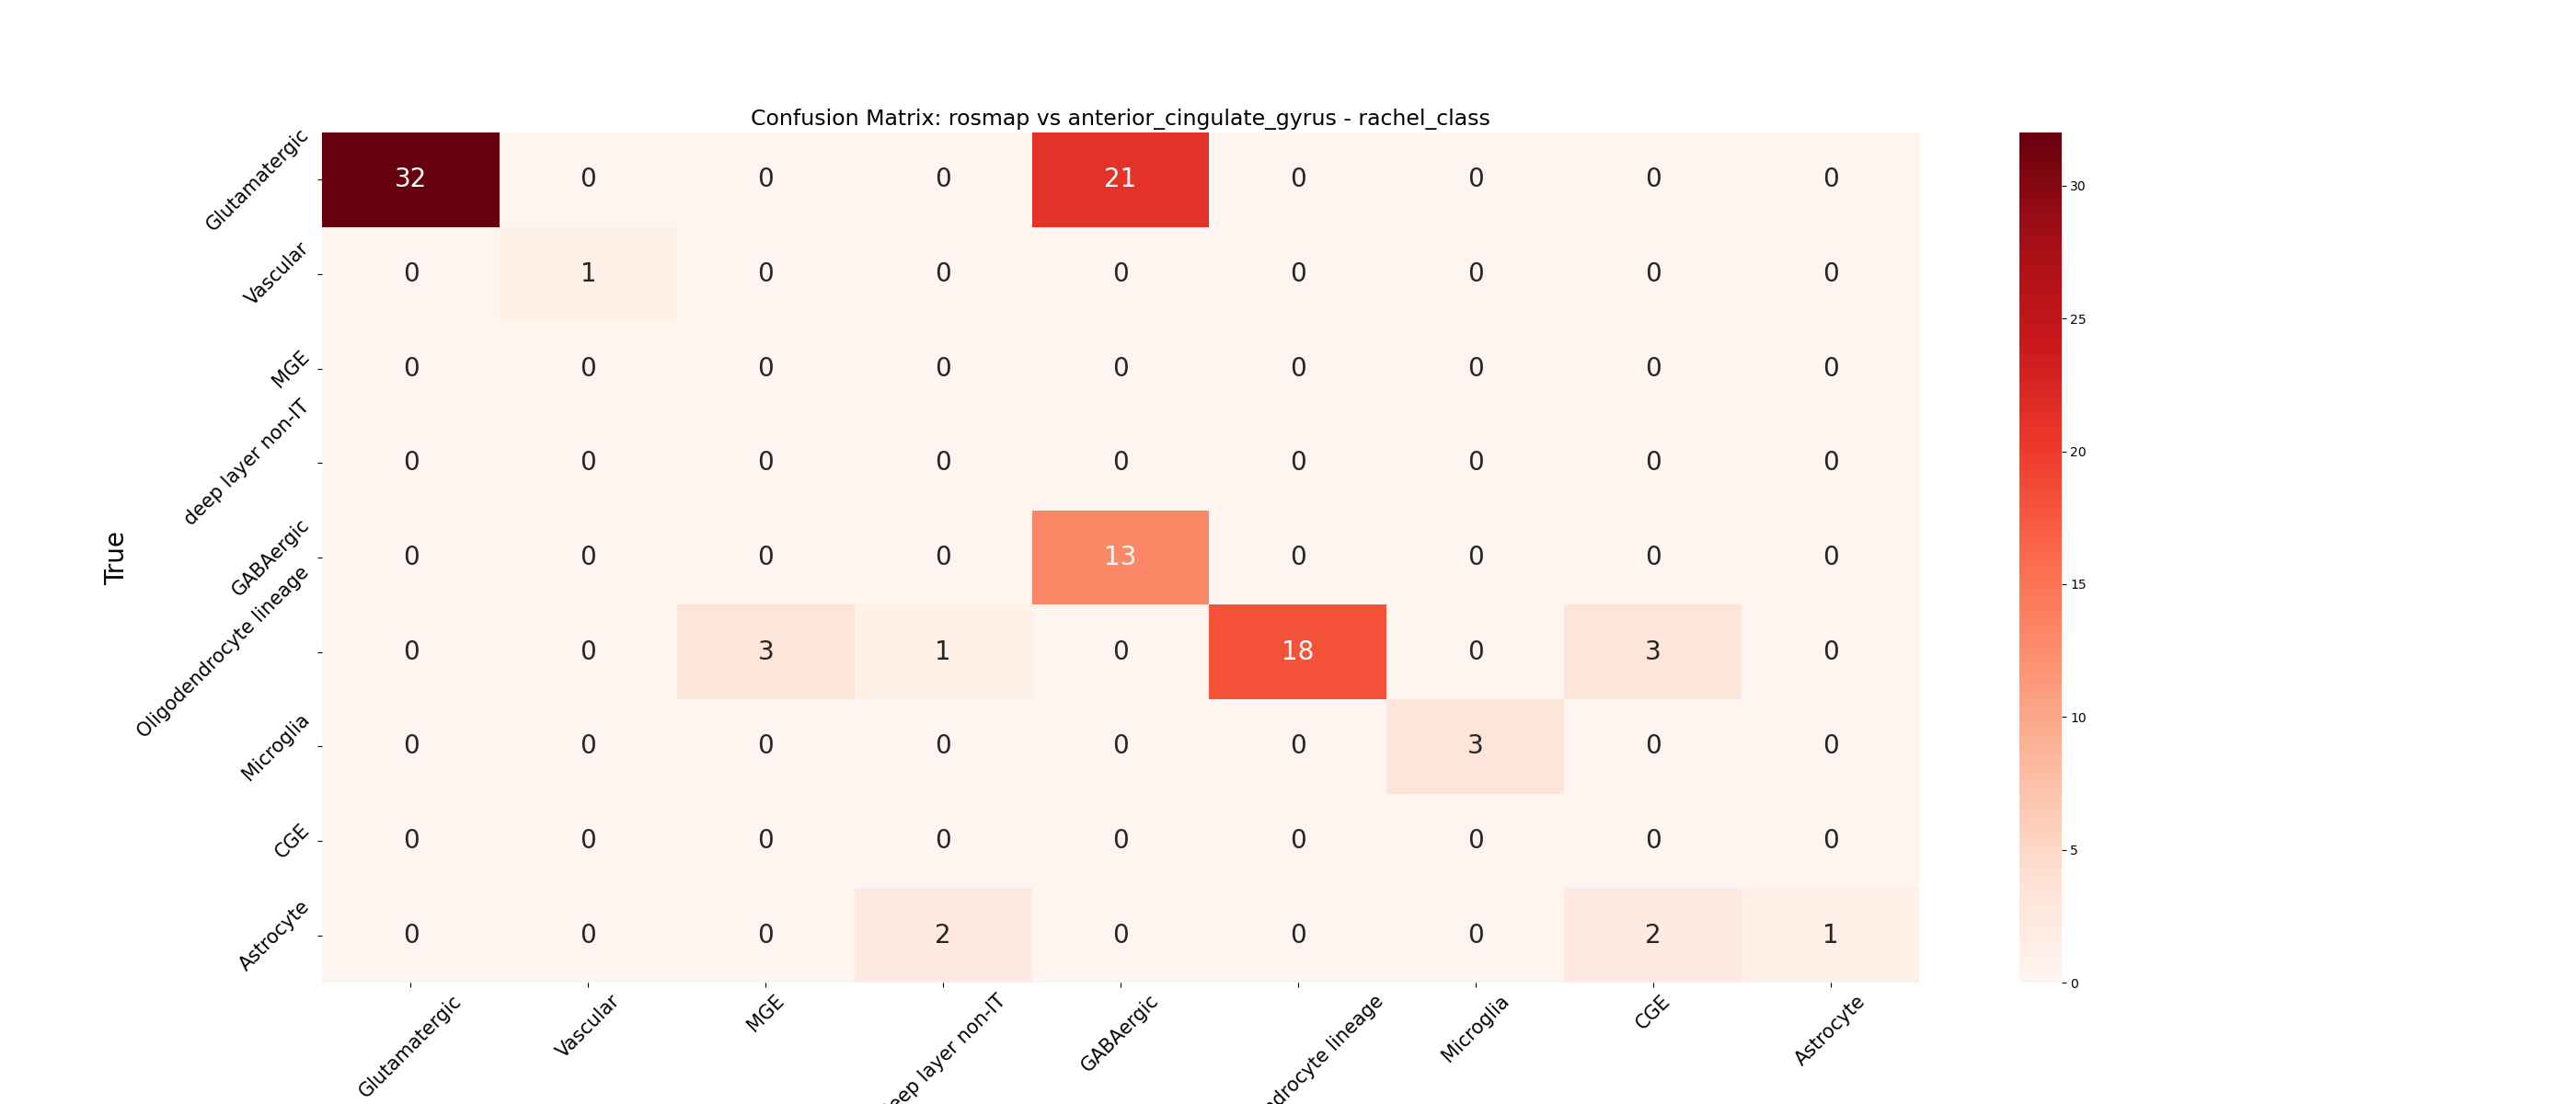 Confusion Matrix: rosmap vs anterior_cingulate_gyrus - rachel_class
True
Glutamatergic 32 0 0 0 21 0 0 0 0
Vascular 0 1 0 0 0 0 0 0 0
MGE 0 0 0 0 0 0 0 0 0
deep layer non-IT 0 0 0 0 0 0 0 0 0
GABAergic 0 0 0 0 13 0 0 0 0
Oligodendrocyte lineage 0 0 3 1 0 18 0 3 0
Microglia 0 0 0 0 0 0 3 0 0
CGE 0 0 0 0 0 0 0 0 0
Astrocyte 0 0 0 2 0 0 0 2 1
Glutamatergic Vascular MGE eep layer non-IT GABAergic drocyte lineage Microglia CGE Astrocyte
30
25
20
15
10
5
0